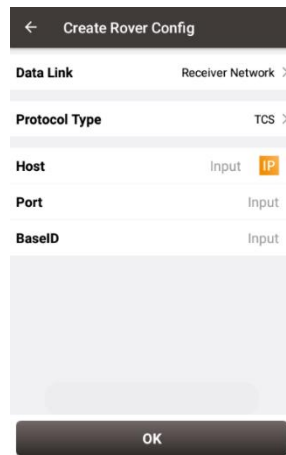 Create Rover Config
Data Link Receiver Network
Protocol Type TCS
Host Input IP
Port Input
BaseID Input
OK